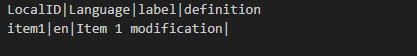 LocalID|Language|label|definition
item1|en|Item 1 modification|